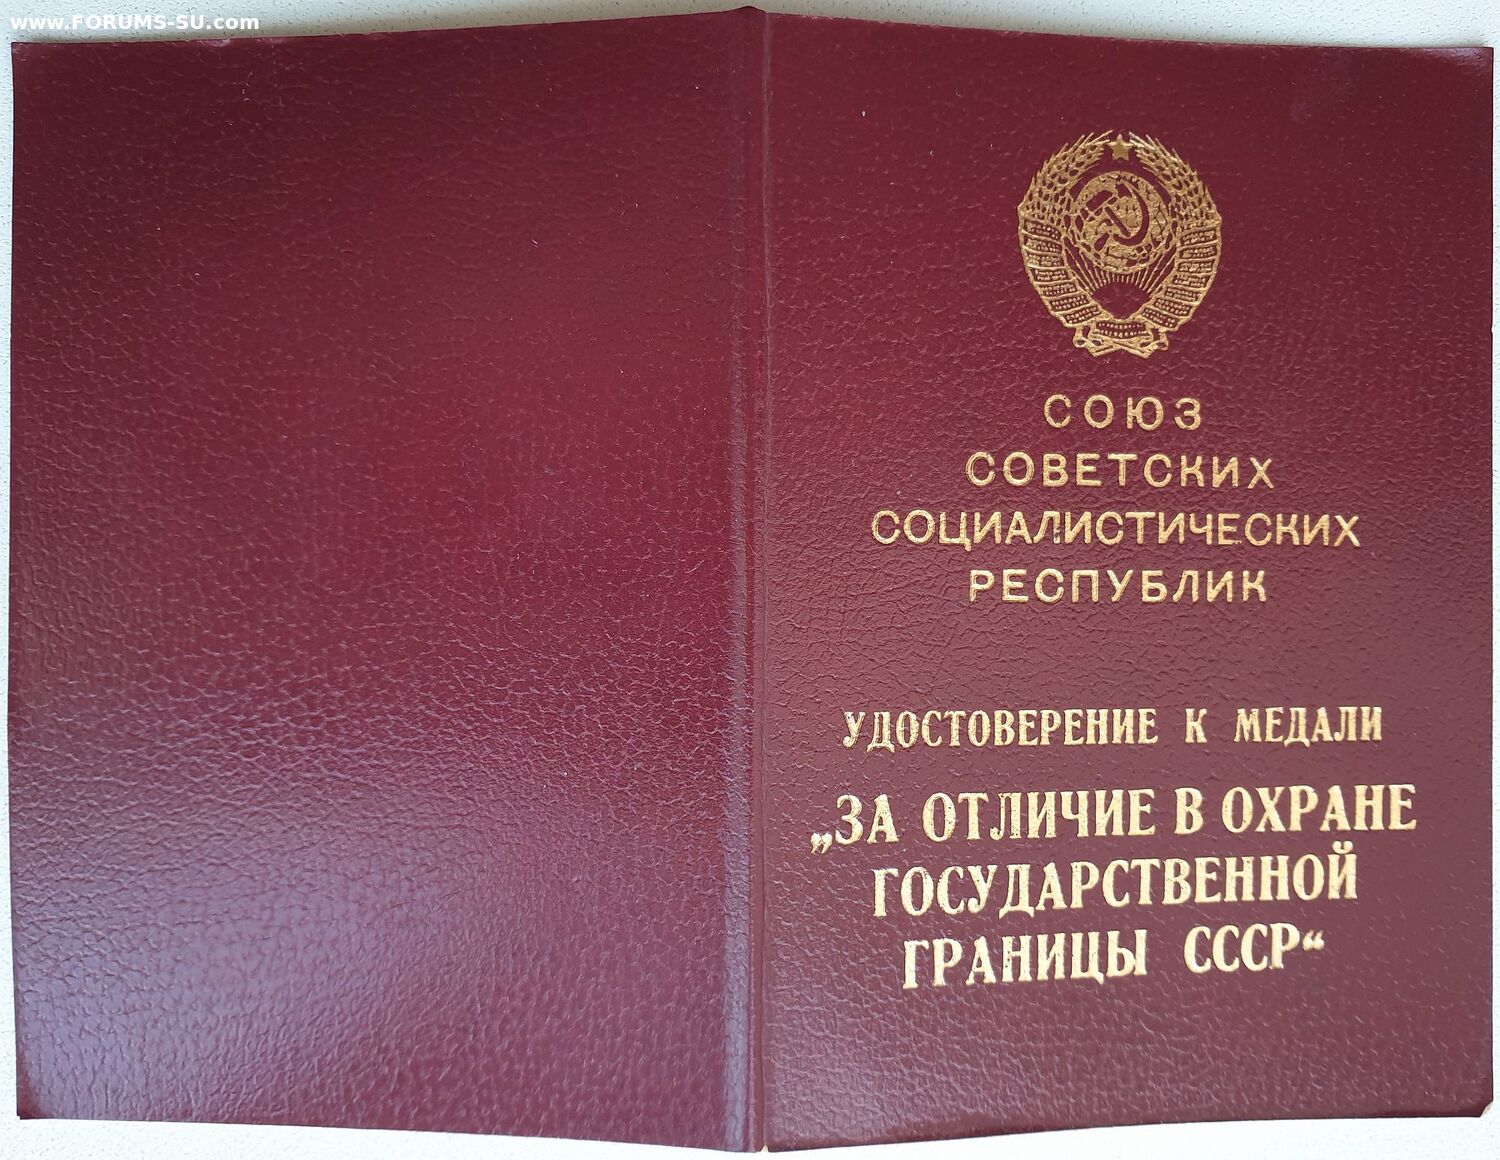 www.FORUMS-SU.com
СОЮЗ
СОВЕТСКИХ
СОЦИАЛИСТИЧЕСКИХ
РЕСПУБЛИК
УДОСТОВЕРЕНИЕ К МЕДАЛИ
„ЗА ОТЛИЧИЕ В ОХРАНЕ
ГОСУДАРСТВЕННОЙ
ГРАНИЦЫ СССР“